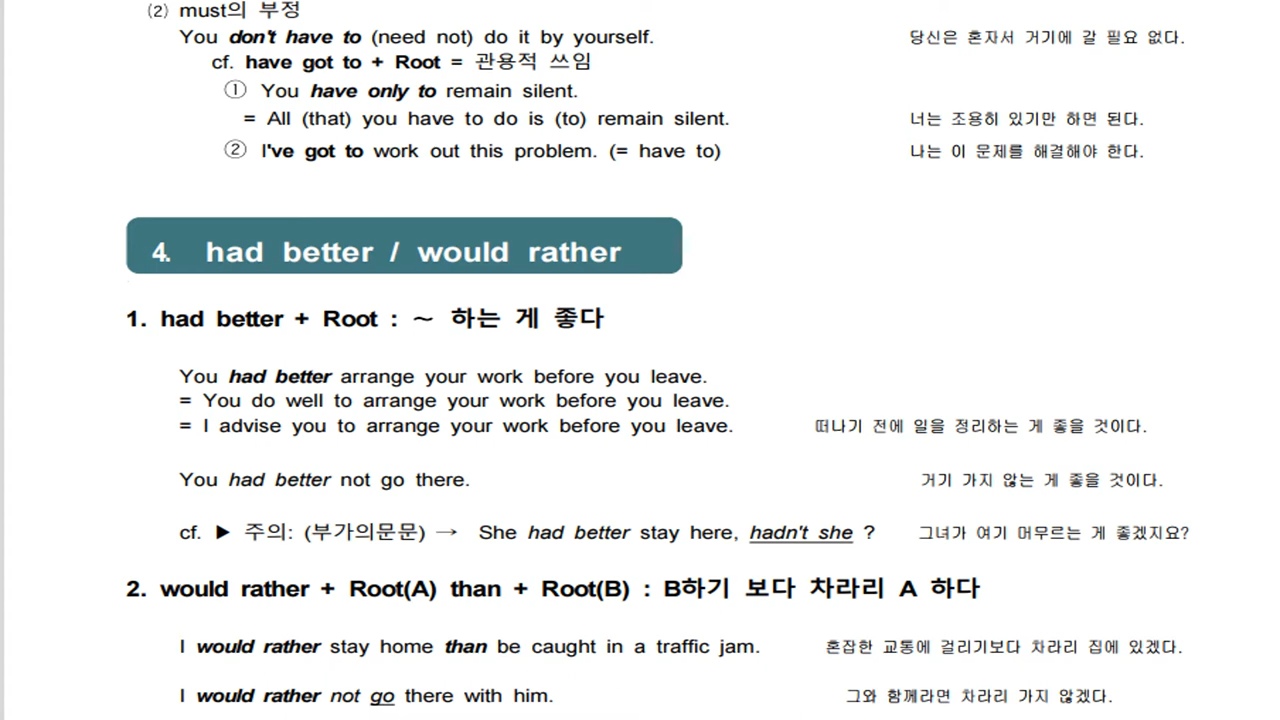 (2) must의 부정
You don't have to (need not) do it by yourself. 당신은 혼자서 거기에 갈 필요 없다.
cf. have got to + Root = 관용적 쓰임
① You have only to remain silent.
= All (that) you have to do is (to) remain silent. 너는 조용히 있기만 하면 된다.
② I've got to work out this problem. (= have to) 나는 이 문제를 해결해야 한다.
4. had better / would rather
1. had better + Root : ~ 하는 게 좋다
You had better arrange your work before you leave.
= You do well to arrange your work before you leave.
= I advise you to arrange your work before you leave. 떠나기 전에 일을 정리하는 게 좋을 것이다.
You had better not go there. 거기 가지 않는 게 좋을 것이다.
cf. ▶ 주의: (부가의문문) → She had better stay here, hadn't she ? 그녀가 여기 머무르는 게 좋겠지요?
2. would rather + Root(A) than + Root(B) : B하기 보다 차라리 A 하다
I would rather stay home than be caught in a traffic jam. 혼잡한 교통에 걸리기보다 차라리 집에 있겠다.
I would rather not go there with him. 그와 함께라면 차라리 가지 않겠다.